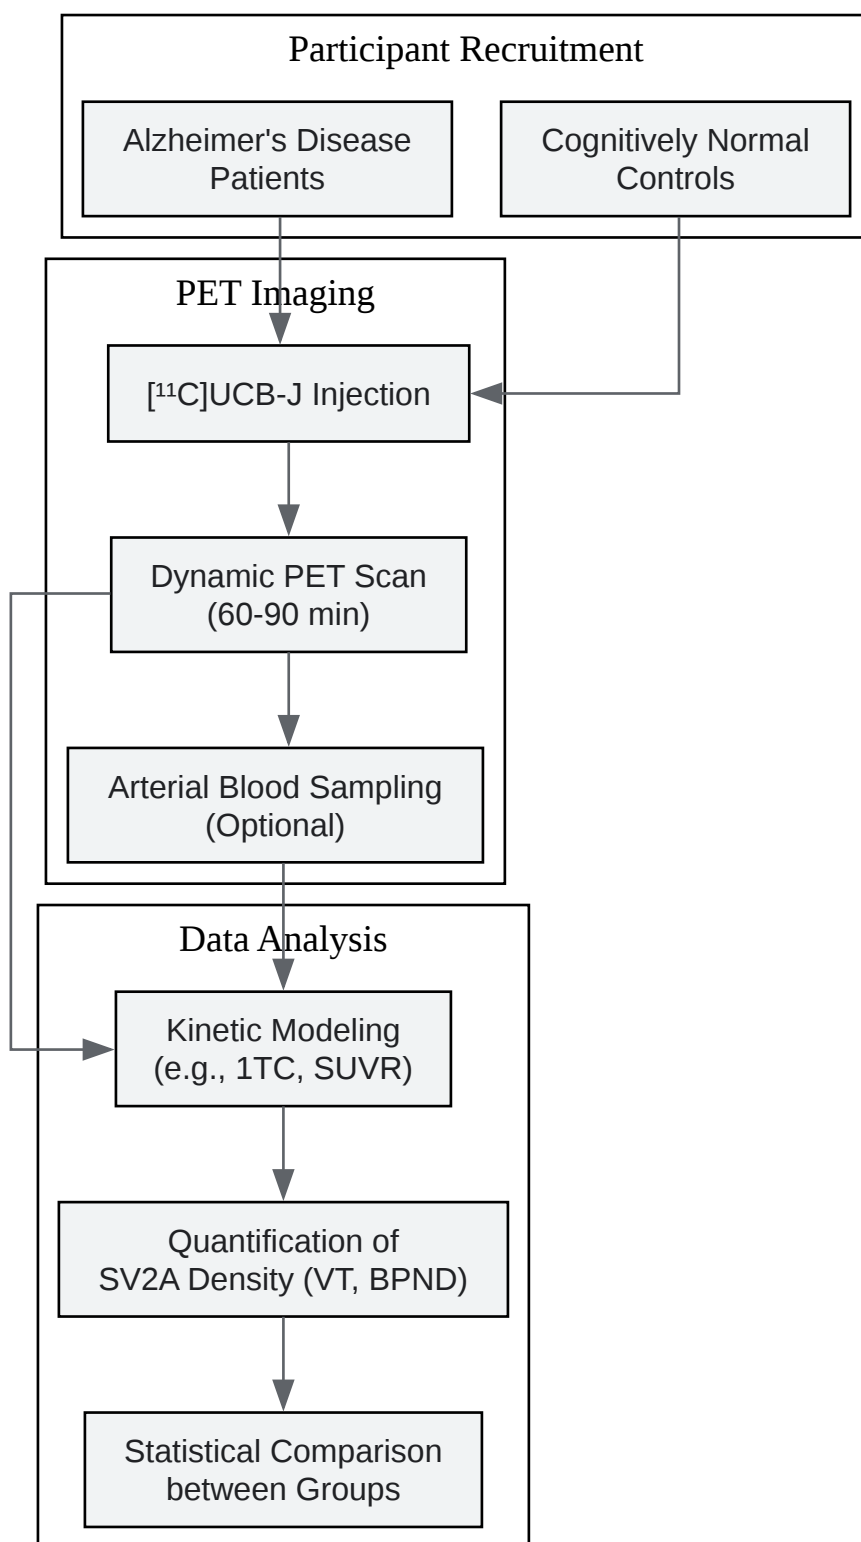 Participant Recruitment
Alzheimer's Disease
Patients
Cognitively Normal
Controls
PET Imaging
[¹¹C]UCB-J Injection
Dynamic PET Scan
(60-90 min)
Arterial Blood Sampling
(Optional)
Data Analysis
Kinetic Modeling
(e.g., 1TC, SUVR)
Quantification of
SV2A Density (VT, BPND)
Statistical Comparison
between Groups